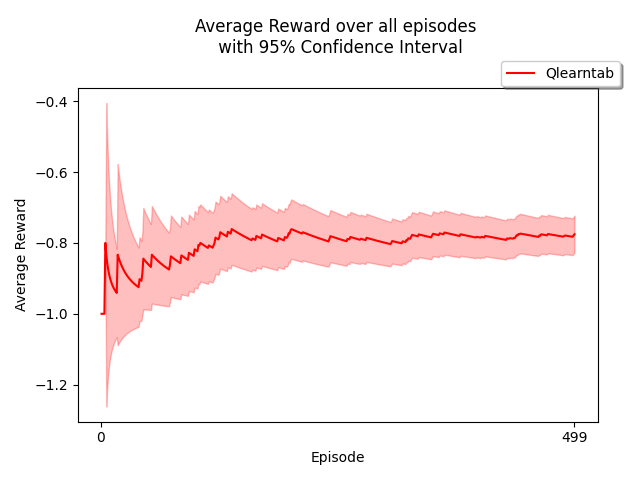 Average Reward over all episodes
with 95% Confidence Interval
Qlearntab
−0.4
−0.6
−0.8
−1.0
−1.2
Average Reward
0 499
Episode